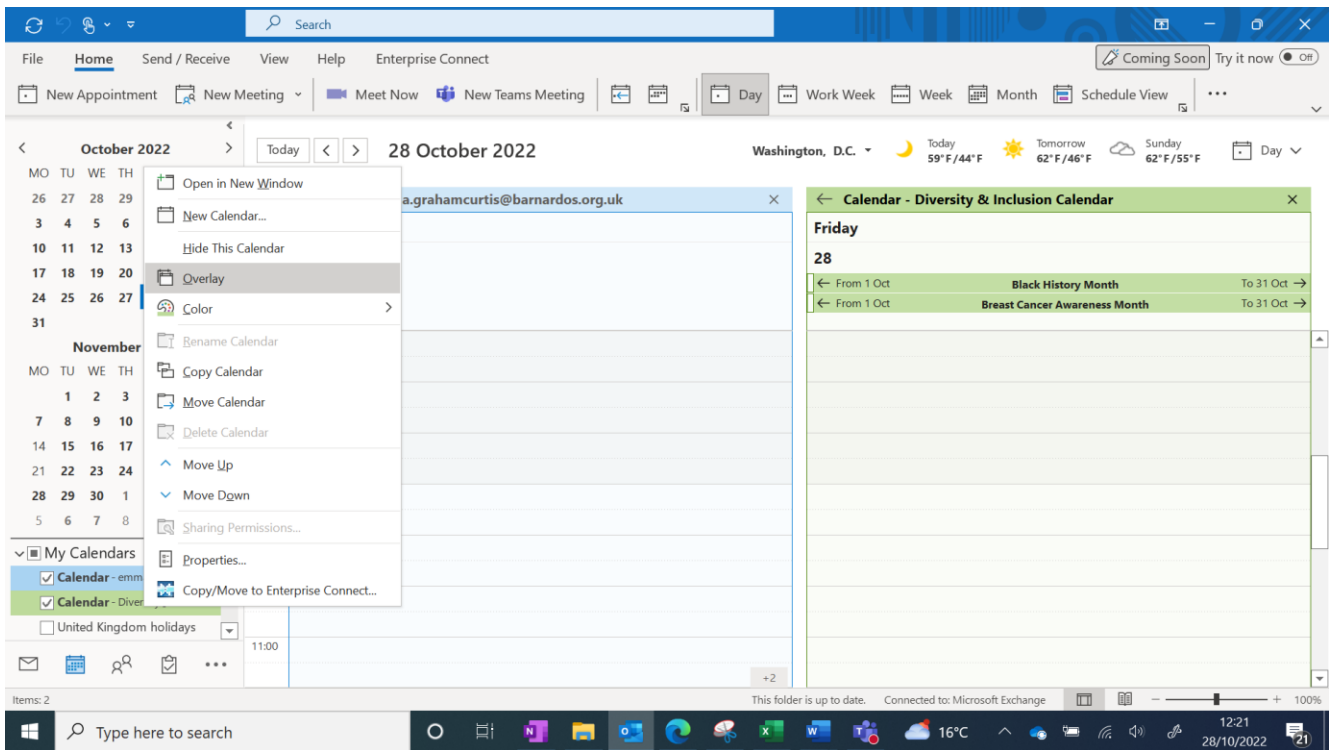 Search
File Home Send / Receive View Help Enterprise Connect
Coming Soon Try it now Off
New Appointment New Meeting Meet Now New Teams Meeting Day Work Week Week Month Schedule View ...
October 2022
MO TU WE TH
26 27 28 29
3 4 5 6
10 11 12 13
17 18 19 20
24 25 26 27
31
November
MO TU WE TH
1 2 3
7 8 9 10
14 15 16 17
21 22 23 24
28 29 30 1
5 6 7 8
My Calendars
Calendar - emm
Calendar - Diver
United Kingdom holidays
Open in New Window
New Calendar...
Hide This Calendar
Overlay
Color
Rename Calendar
Copy Calendar
Move Calendar
Delete Calendar
Move Up
Move Down
Sharing Permissions...
Properties...
Copy/Move to Enterprise Connect...
Today 28 October 2022
Washington, D.C. Today 59°F/44°F Tomorrow 62°F/46°F Sunday 62°F/55°F Day
a.grahamcurtis@barnardos.org.uk
11:00
+2
Calendar - Diversity & Inclusion Calendar
Friday
28
From 1 Oct Black History Month To 31 Oct
From 1 Oct Breast Cancer Awareness Month To 31 Oct
Items: 2 This folder is up to date. Connected to: Microsoft Exchange 100%
Type here to search 16°C 12:21
28/10/2022 21